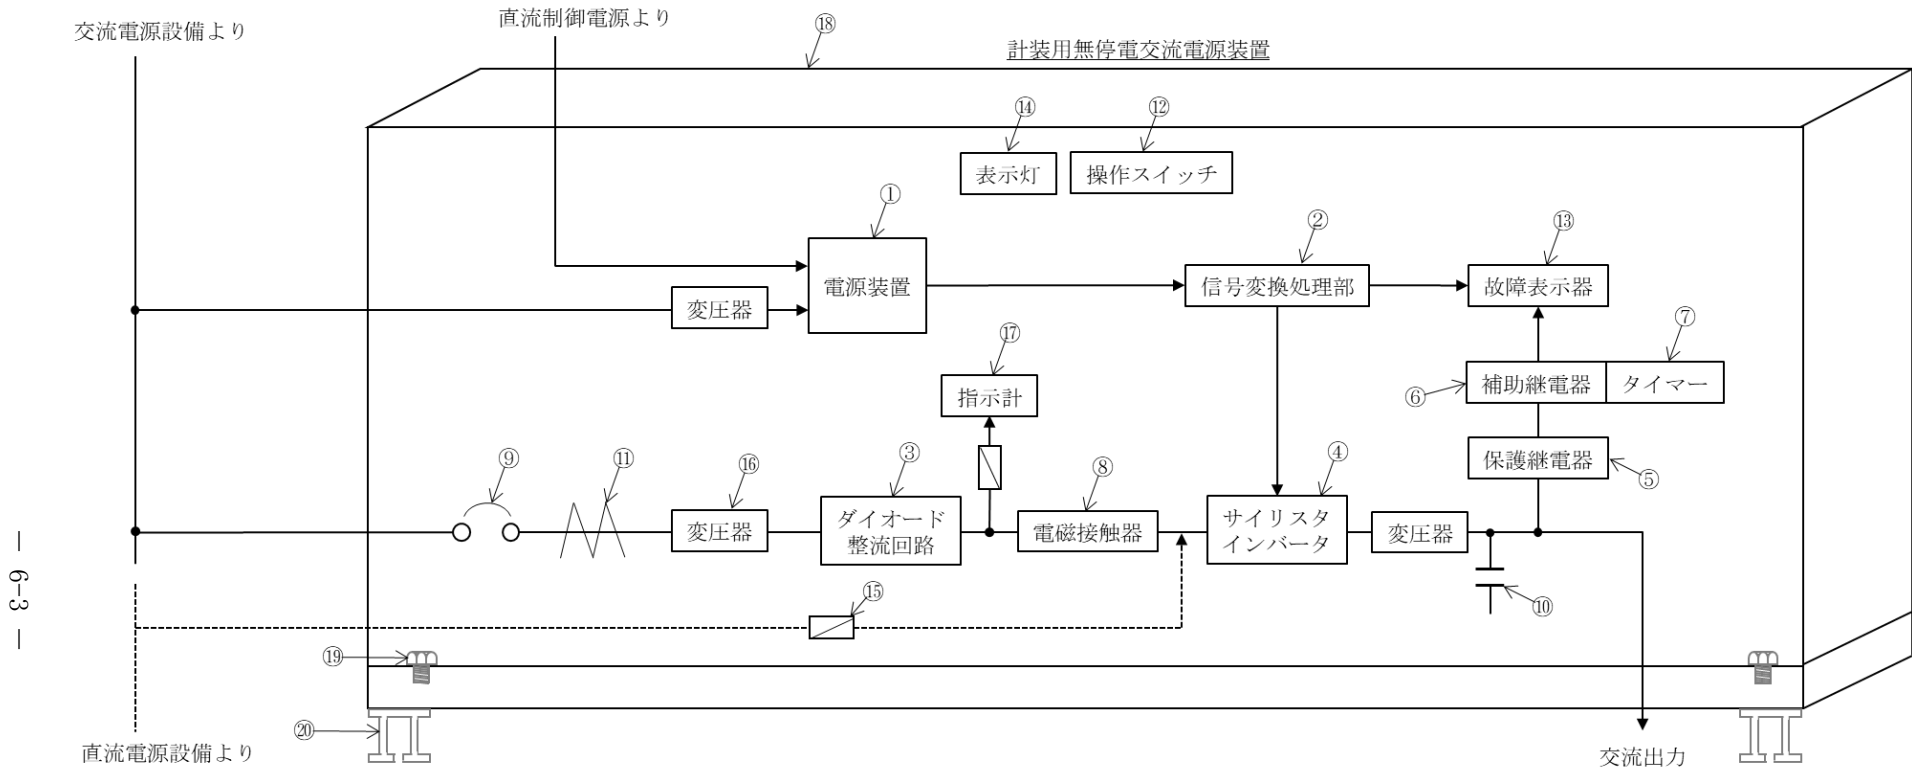 交流電源設備より
直流制御電源より
⑱
計装用無停電交流電源装置
⑭
⑫
表示灯
操作スイッチ
①
②
⑬
電源装置
信号変換処理部
故障表示器
変圧器
⑰
⑦
指示計
⑥
補助継電器
タイマー
⑨
⑪
⑯
③
⑧
④
保護継電器
⑤
変圧器
ダイオード
整流回路
電磁接触器
サイリスタ
インバータ
変圧器
⑩
⑮
⑲
⑳
直流電源設備より
交流出力
― 6-3 ―